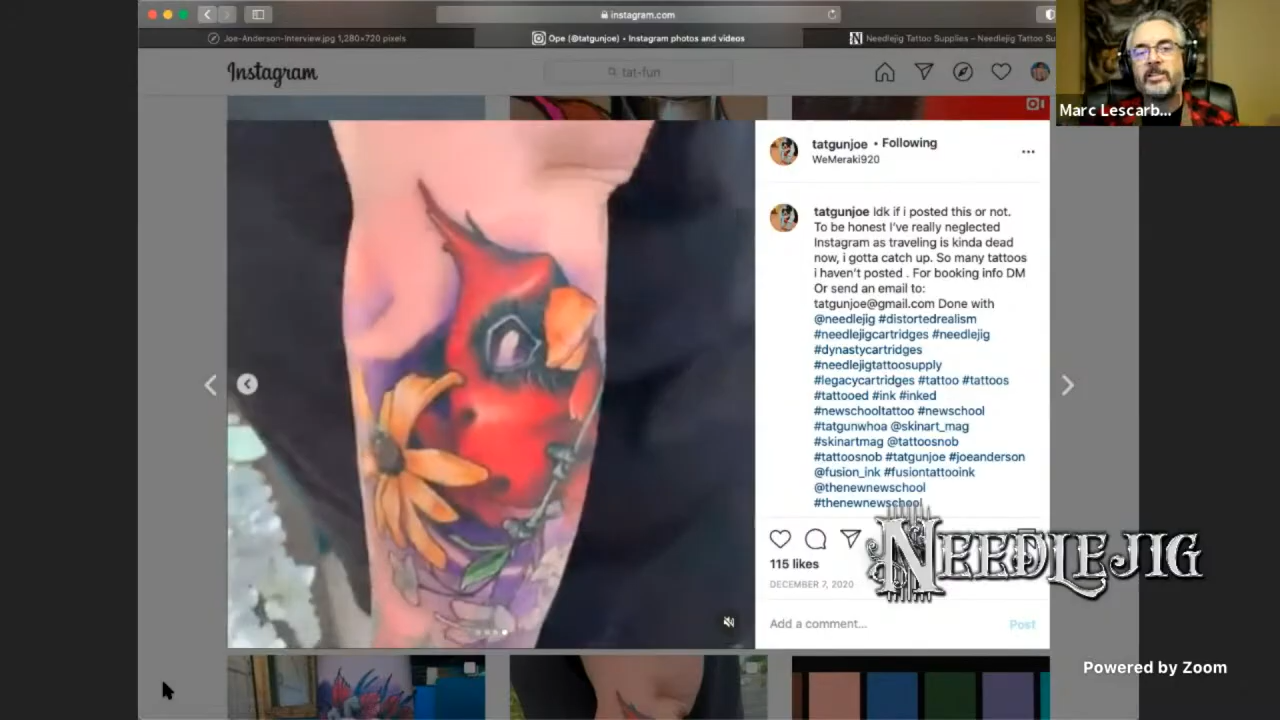 instagram.com
Joe-Anderson-Interview.jpg 1,280×720 pixels
Ope (@tatgunjoe) • Instagram photos and videos
Needlejig Tattoo Supplies – Needlejig Tattoo Su
Marc Lescarb...
Instagram
tat-fun
tatgunjoe • Following
WeMeraki920
tatgunjoe Idk if i posted this or not.
To be honest I've really neglected
Instagram as traveling is kinda dead
now, i gotta catch up. So many tattoos
i haven't posted . For booking info DM
Or send an email to:
tatgunjoe@gmail.com Done with
@needlejig #distortedrealism
#needlejigcartridges #needlejig
#dynastycartridges
#needlejigtattoosupply
#legacycartridges #tattoo #tattoos
#tattooed #ink #inked
#newschooltattoo #newschool
#tatgunwhoa @skinart_mag
#skinartmag @tattoosnob
#tattoosnob #tatgunjoe #joeanderson
@fusion_ink #fusiontattooink
@thenewnewschool
#thenewnewschool
115 likes
DECEMBER 7, 2020
NEEDLEJIG
Add a comment...
Post
Powered by Zoom